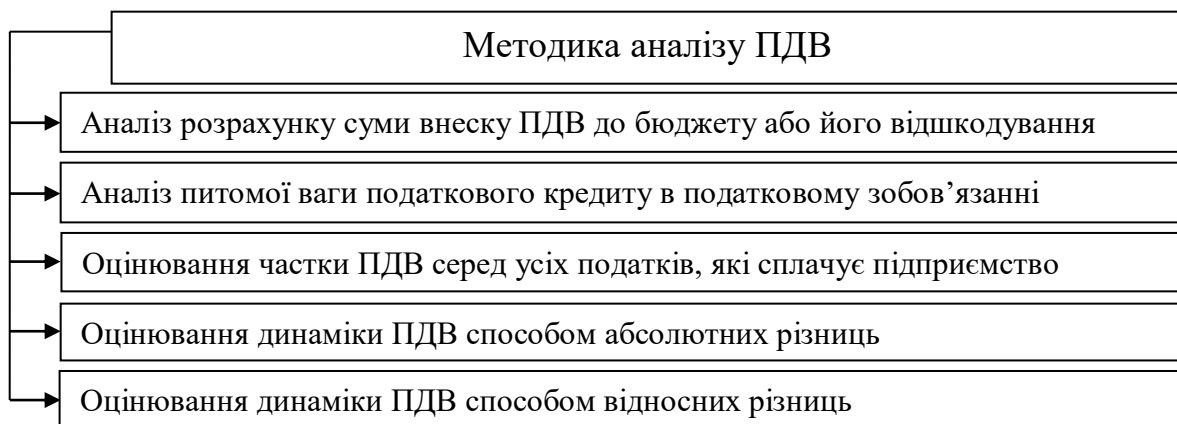 Методика аналізу ПДВ
Аналіз розрахунку суми внеску ПДВ до бюджету або його відшкодування
Аналіз питомої ваги податкового кредиту в податковому зобов’язанні
Оцінювання частки ПДВ серед усіх податків, які сплачує підприємство
Оцінювання динаміки ПДВ способом абсолютних різниць
Оцінювання динаміки ПДВ способом відносних різниць